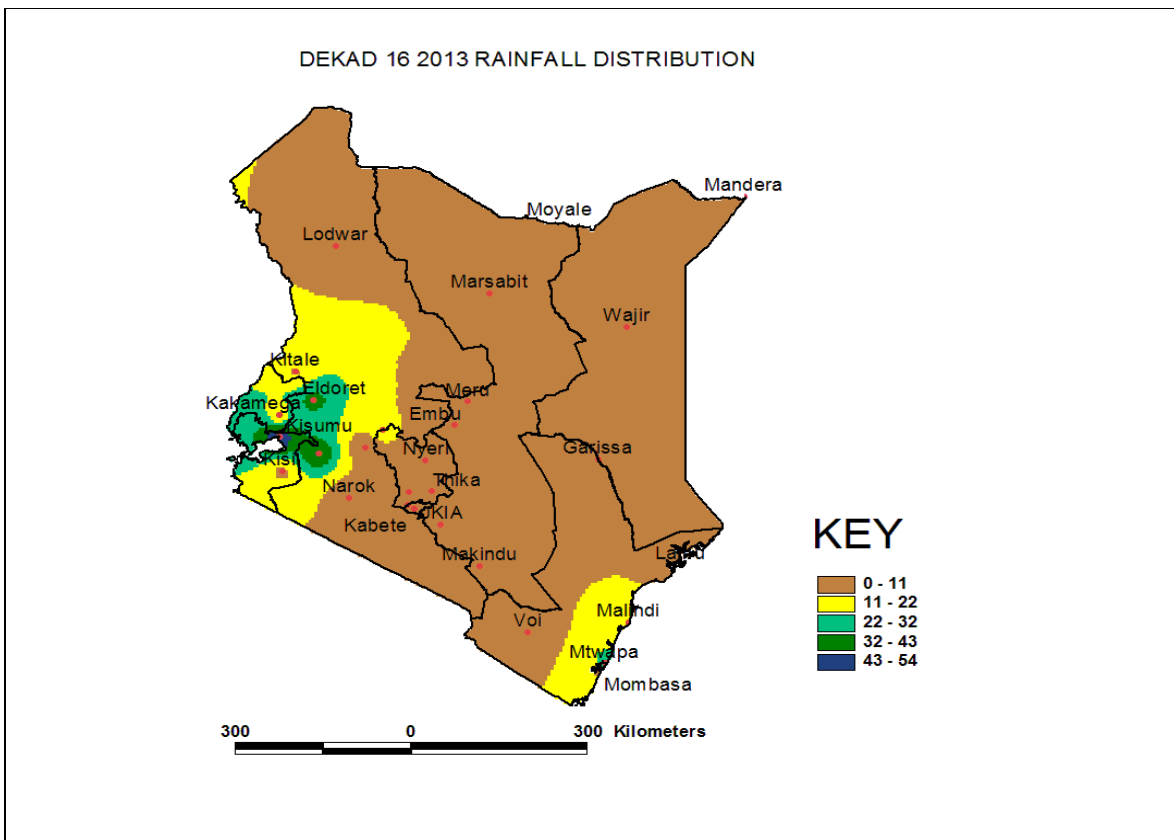 DEKAD 16 2013 RAINFALL DISTRIBUTION
Mandera
Moyale
Lodwar
Marsabit
Wajir
Kitale
Eldoret
Meru
Kakamega
Embu
Kisumu
Nyeri
Garissa
Kisii
Narok
Thika
Kabete
JKIA
Makindu
Lamu
Malindi
Voi
Mtwapa
Mombasa
KEY
0 - 11
11 - 22
22 - 32
32 - 43
43 - 54
300 0 300 Kilometers